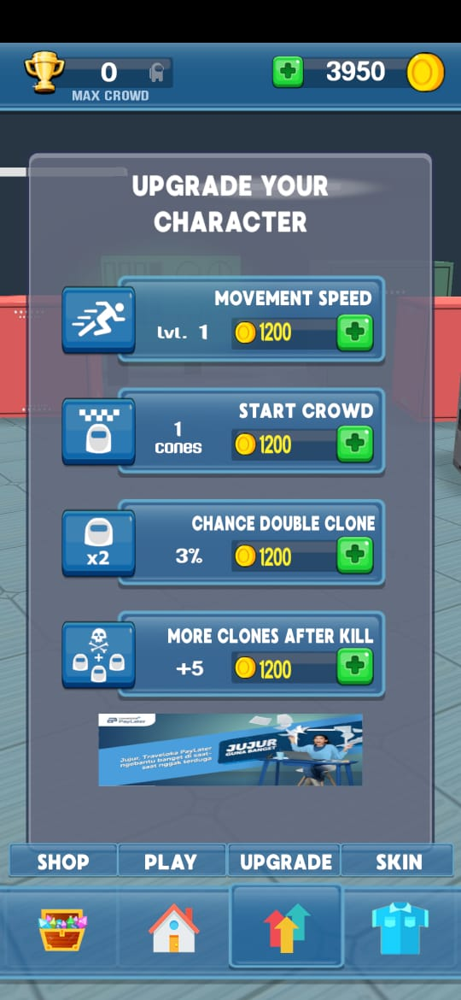 0
MAX CROWD
3950
UPGRADE YOUR
CHARACTER
MOVEMENT SPEED
lvl. 1
1200
START CROWD
1
cones
1200
CHANCE DOUBLE CLONE
x2
3%
1200
MORE CLONES AFTER KILL
+5
1200
PayLater
Jujur, Traveloka PayLater
ngebantu banget di saat-
saat nggak terduga
JUJUR
GUNA BANGET
SHOP
PLAY
UPGRADE
SKIN